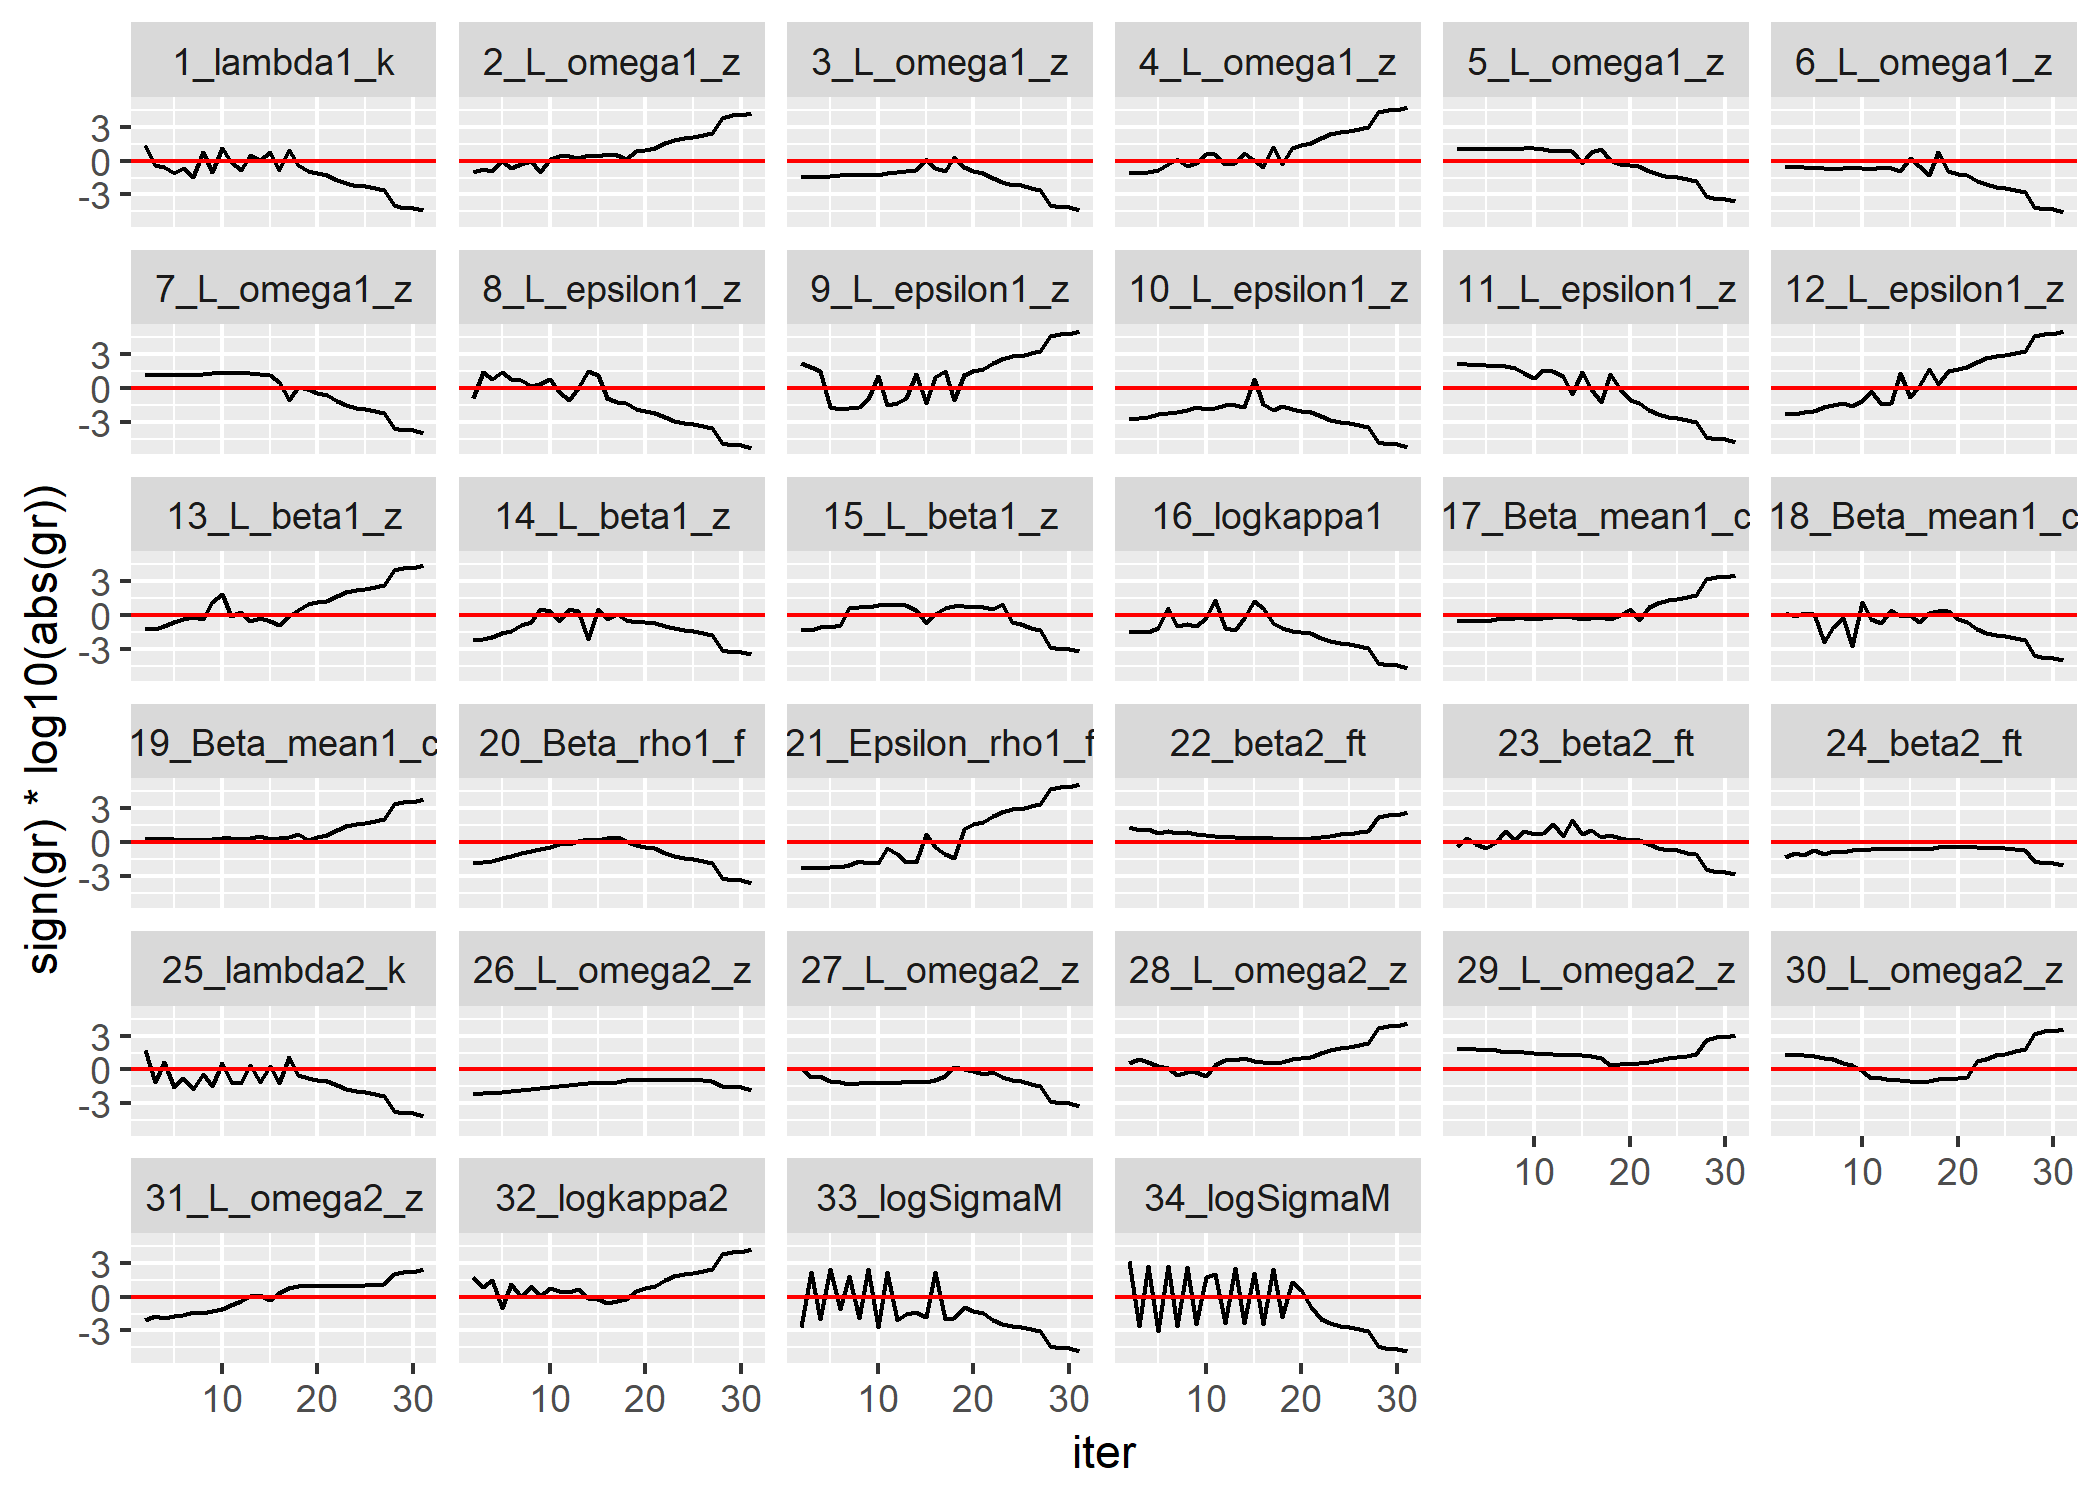 1_lambda1_k 2_L_omega1_z 3_L_omega1_z 4_L_omega1_z 5_L_omega1_z 6_L_omega1_z
3
0
-3
7_L_omega1_z 8_L_epsilon1_z 9_L_epsilon1_z 10_L_epsilon1_z 11_L_epsilon1_z 12_L_epsilon1_z
3
0
-3
13_L_beta1_z 14_L_beta1_z 15_L_beta1_z 16_logkappa1 17_Beta_mean1_c 18_Beta_mean1_c
3
0
-3
19_Beta_mean1_c 20_Beta_rho1_f 21_Epsilon_rho1_f 22_beta2_ft 23_beta2_ft 24_beta2_ft
3
0
-3
25_lambda2_k 26_L_omega2_z 27_L_omega2_z 28_L_omega2_z 29_L_omega2_z 30_L_omega2_z
3
0
-3
10 20 30 10 20 30
31_L_omega2_z 32_logkappa2 33_logSigmaM 34_logSigmaM
3
0
-3
10 20 30 10 20 30 10 20 30 10 20 30
iter
sign(gr) * log10(abs(gr))